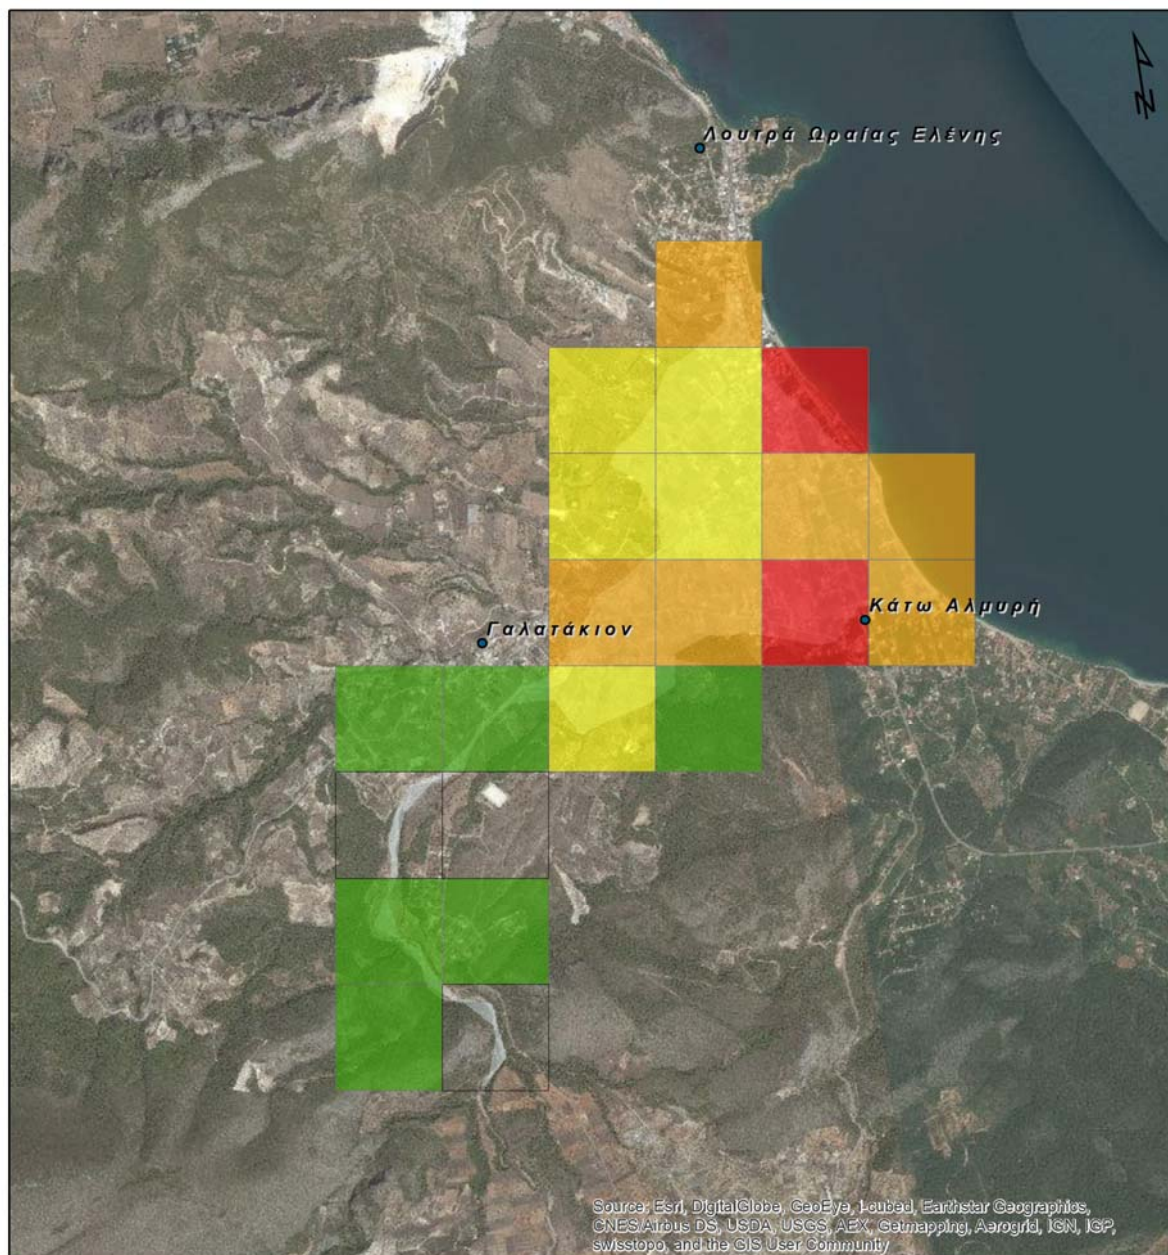 Λουτρά Ωραίας Ελένης
Κάτω Αλμυρή
Γαλατάκιον
Source: Esri, DigitalGlobe, GeoEye, i-cubed, Earthstar Geographics,
CNES/Airbus DS, USDA, USGS, AEX, Getmapping, Aerogrid, IGN, IGP,
swisstopo, and the GIS User Community